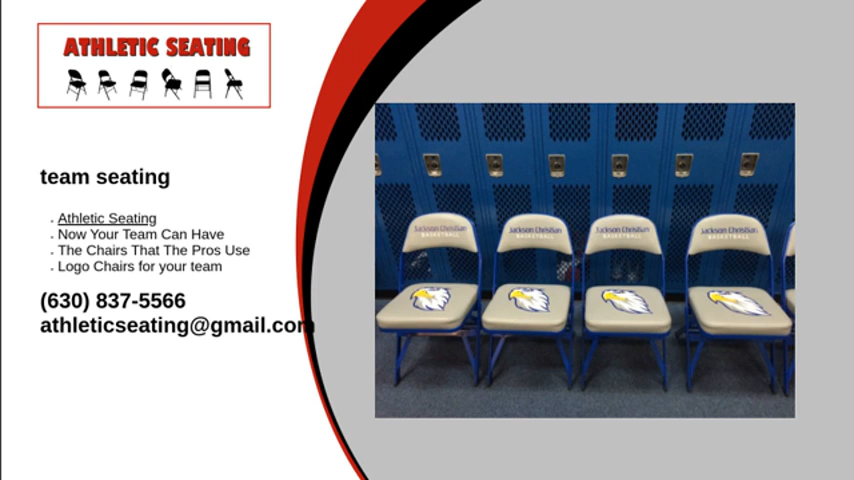 ATHLETIC SEATING
team seating
Athletic Seating
Now Your Team Can Have
The Chairs That The Pros Use
Logo Chairs for your team
(630) 837-5566
athleticseating@gmail.com
Jackson Christian
BASKETBALL
Jackson Christian
BASKETBALL
Jackson Christian
BASKETBALL
Jackson Christian
BASKETBALL